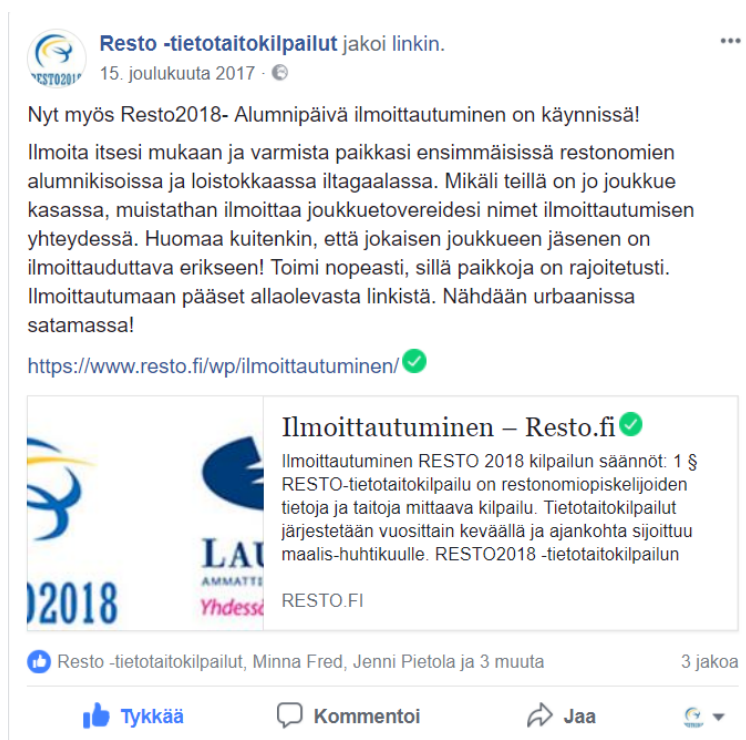 Resto -tietotaitokilpailut jakoi linkin.
15. joulukuuta 2017 ·
RESTO2018
Nyt myös Resto2018- Alumnipäivä ilmoittautuminen on käynnissä!
Ilmoita itsesi mukaan ja varmista paikkasi ensimmäisissä restonomien
alumnikisoissa ja loistokkaassa iltagaalassa. Mikäli teillä on jo joukkue
kasassa, muistathan ilmoittaa joukkuetovereidesi nimet ilmoittautumisen
yhteydessä. Huomaa kuitenkin, että jokaisen joukkueen jäsenen on
ilmoittauduttava erikseen! Toimi nopeasti, sillä paikkoja on rajoitetusti.
Ilmoittautumaan pääset allaolevasta linkistä. Nähdään urbaanissa
satamassa!
https://www.resto.fi/wp/ilmoittautuminen/
Ilmoittautuminen – Resto.fi
Ilmoittautuminen RESTO 2018 kilpailun säännöt: 1 §
RESTO-tietotaitokilpailu on restonomiopiskelijoiden
tietoja ja taitoja mittaava kilpailu. Tietotaitokilpailut
järjestetään vuosittain keväällä ja ajankohta sijoittuu
maalis-huhtikuulle. RESTO2018 -tietotaitokilpailun
RESTO.FI
O2018
LAU
AMMATTI
Yhdessä
Resto -tietotaitokilpailut, Minna Fred, Jenni Pietola ja 3 muuta
3 jakoa
Tykkää
Kommentoi
Jaa